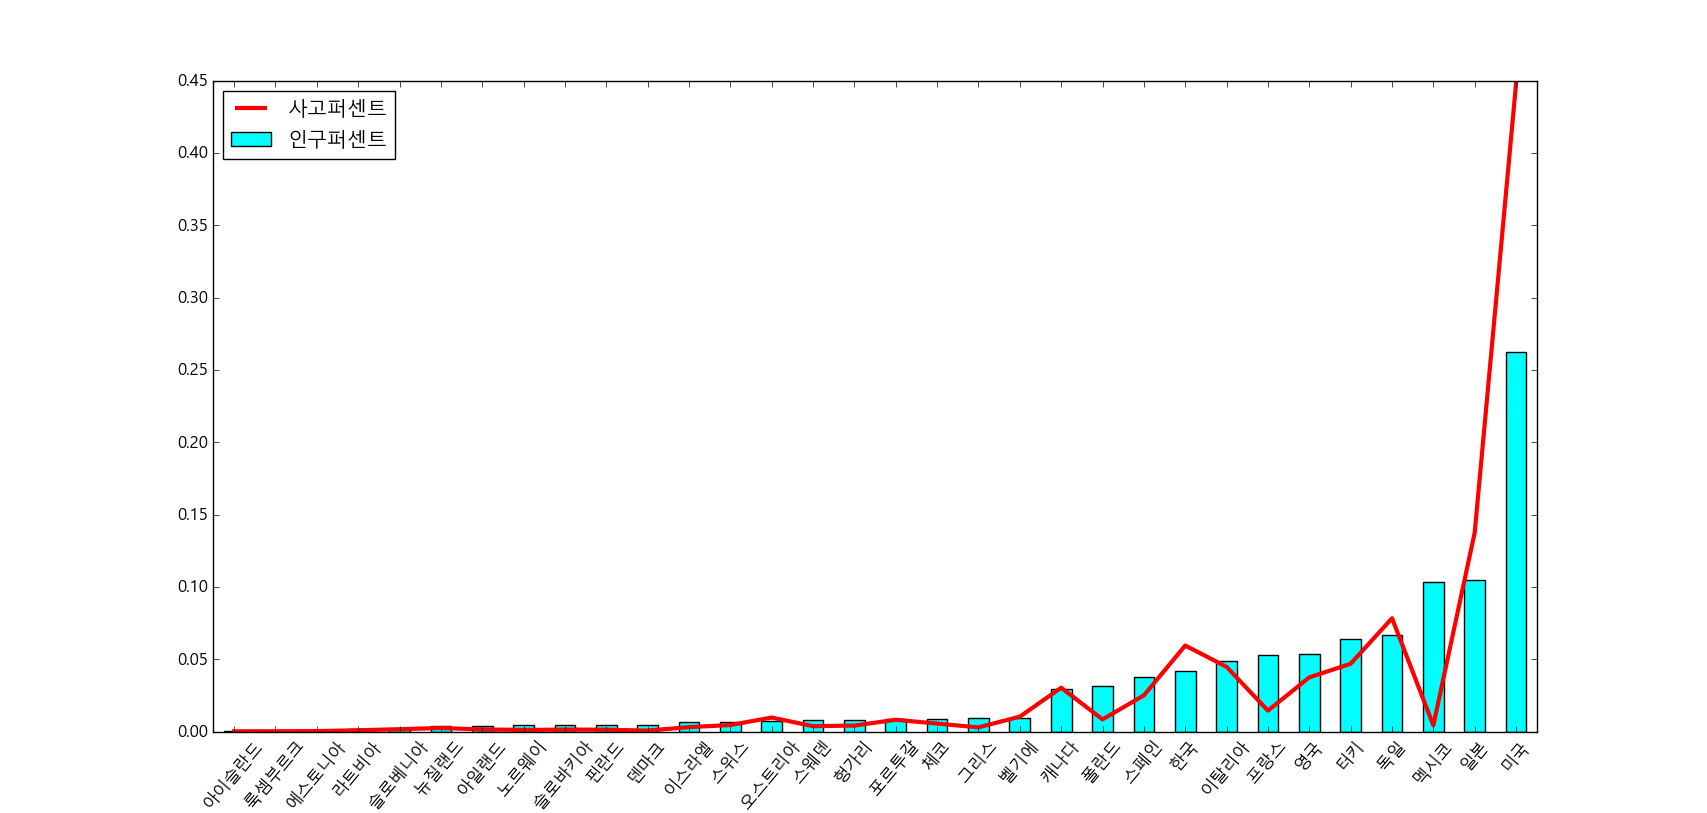 0.45
0.40
0.35
0.30
0.25
0.20
0.15
0.10
0.05
0.00
사고퍼센트
인구퍼센트
아이슬란드
룩셈부르크
에스토니아
라트비아
슬로베니아
뉴질랜드
아일랜드
노르웨이
슬로바키아
핀란드
덴마크
이스라엘
스위스
오스트리아
스웨덴
헝가리
포르투갈
체코
그리스
벨기에
캐나다
폴란드
스페인
한국
이탈리아
프랑스
영국
터키
독일
멕시코
일본
미국